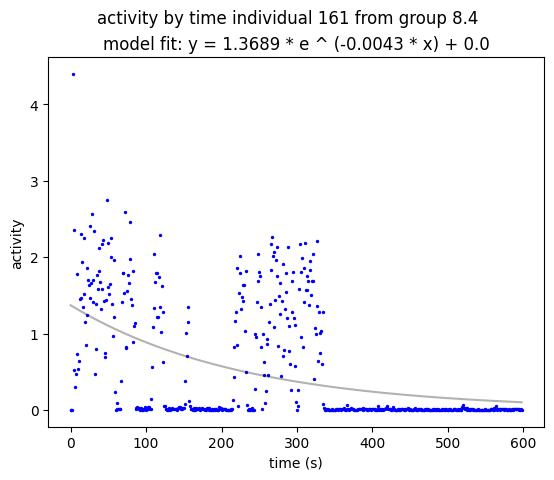 activity by time individual 161 from group 8.4
model fit: y = 1.3689 * e ^ (-0.0043 * x) + 0.0
4
3
2
1
0
activity
0 100 200 300 400 500 600
time (s)